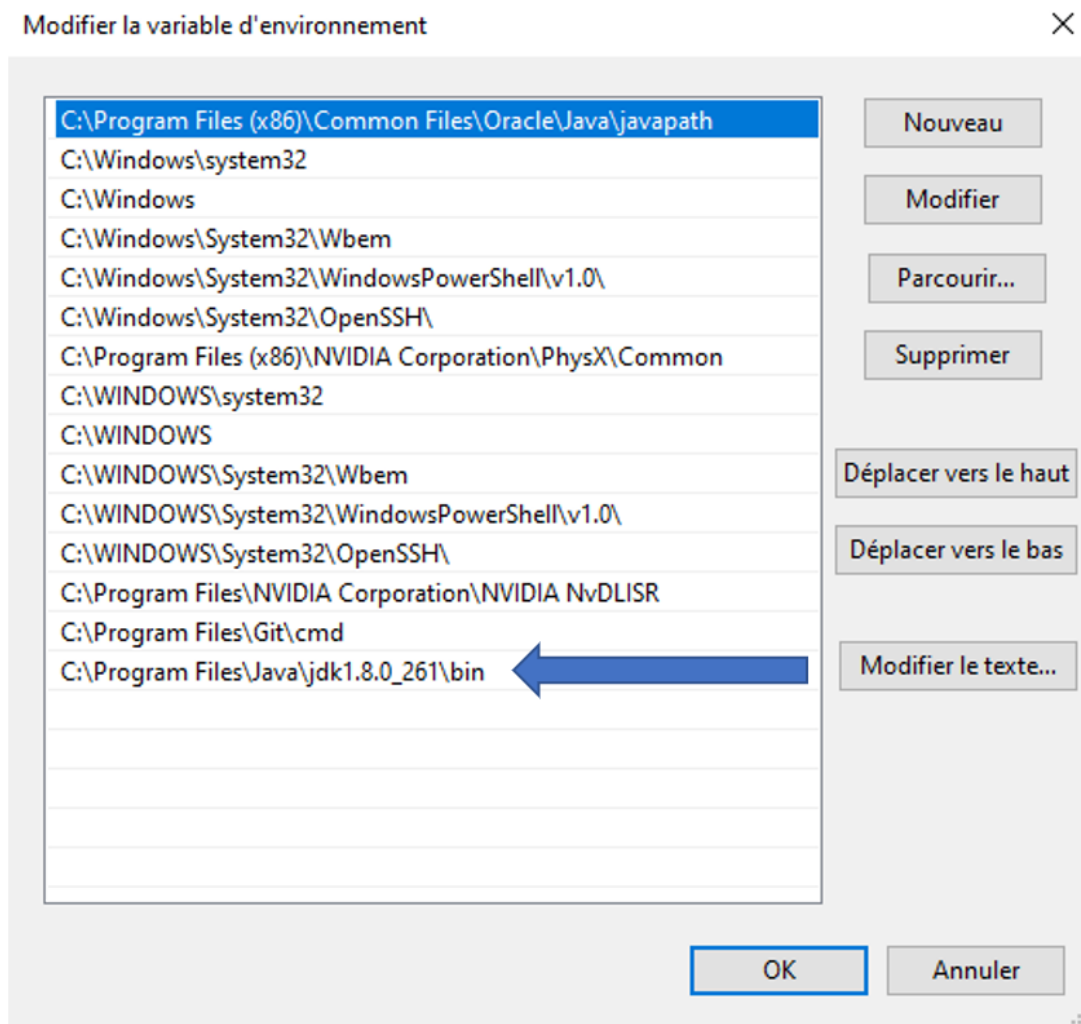 Modifier la variable d'environnement
C:\Program Files (x86)\Common Files\Oracle\Java\javapath
C:\Windows\system32
C:\Windows
C:\Windows\System32\Wbem
C:\Windows\System32\WindowsPowerShell\v1.0\
C:\Windows\System32\OpenSSH\
C:\Program Files (x86)\NVIDIA Corporation\PhysX\Common
C:\WINDOWS\system32
C:\WINDOWS
C:\WINDOWS\System32\Wbem
C:\WINDOWS\System32\WindowsPowerShell\v1.0\
C:\WINDOWS\System32\OpenSSH\
C:\Program Files\NVIDIA Corporation\NVIDIA NvDLISR
C:\Program Files\Git\cmd
C:\Program Files\Java\jdk1.8.0_261\bin
Nouveau
Modifier
Parcourir...
Supprimer
Déplacer vers le haut
Déplacer vers le bas
Modifier le texte...
OK
Annuler